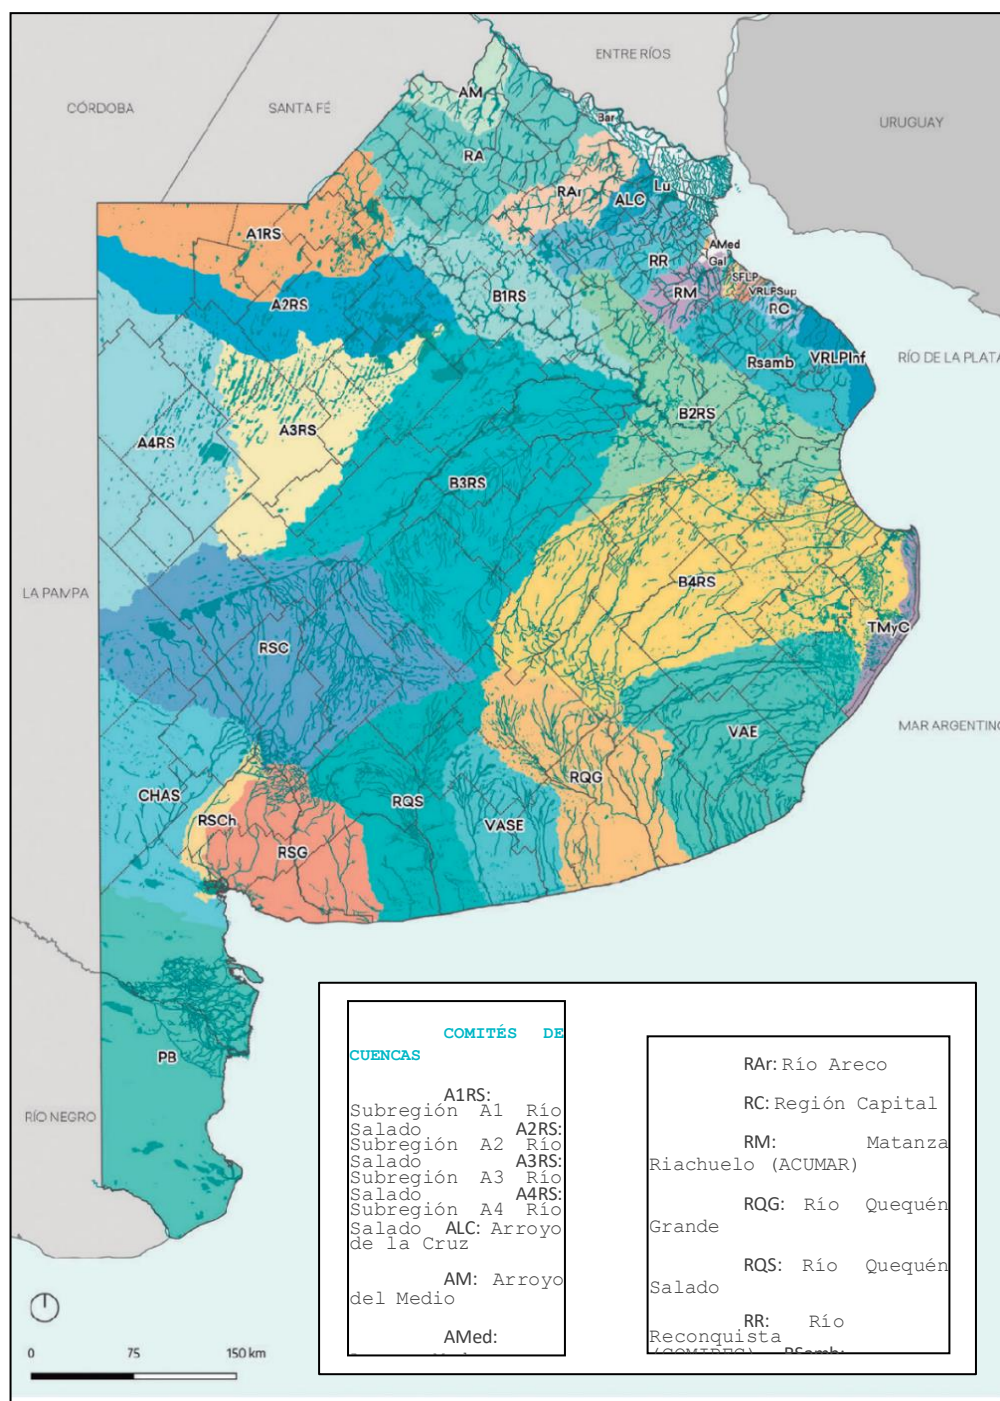 ENTRE RÍOS
CÓRDOBA
SANTA FÉ
URUGUAY
AM
Bar
RA
RAr
ALC
Lu
A1RS
AMed
Gal
RR
SFLP
A2RS
B1RS
RM
VRLPSup
RC
Rsamb
VRLPInf
RÍO DE LA PLATA
B2RS
A3RS
A4RS
B3RS
B4RS
LA PAMPA
TMyC
RSC
VAE
MAR ARGENTINO
RQG
CHAS
RQS
RSCh
VASE
RSG
PB
RÍO NEGRO
0 75 150 km
COMITÉS DE
CUENCAS
A1RS:
Subregión A1 Río
Salado A2RS:
Subregión A2 Río
Salado A3RS:
Subregión A3 Río
Salado A4RS:
Subregión A4 Río
Salado ALC: Arroyo
de la Cruz
AM: Arroyo
del Medio
AMed:
RAr: Río Areco
RC: Región Capital
RM: Matanza
Riachuelo (ACUMAR)
RQG: Río Quequén
Grande
RQS: Río Quequén
Salado
RR: Río
Reconquista